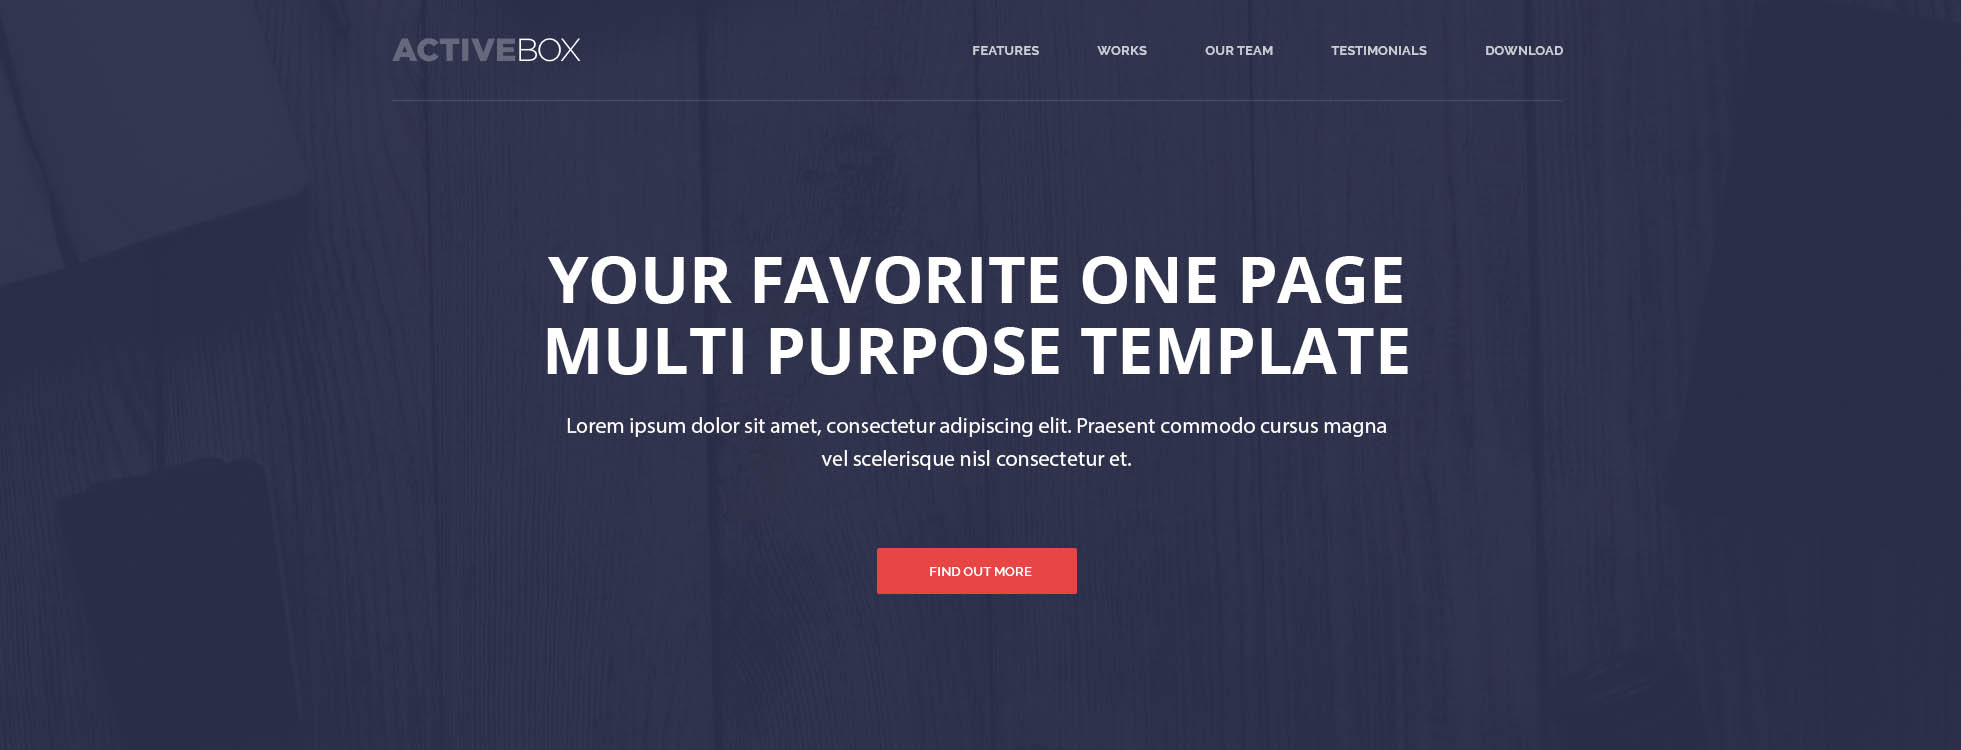 ACTIVEBOX
FEATURES WORKS OUR TEAM TESTIMONIALS DOWNLOAD
YOUR FAVORITE ONE PAGE
MULTI PURPOSE TEMPLATE
Lorem ipsum dolor sit amet, consectetur adipiscing elit. Praesent commodo cursus magna
vel scelerisque nisl consectetur et.
FIND OUT MORE